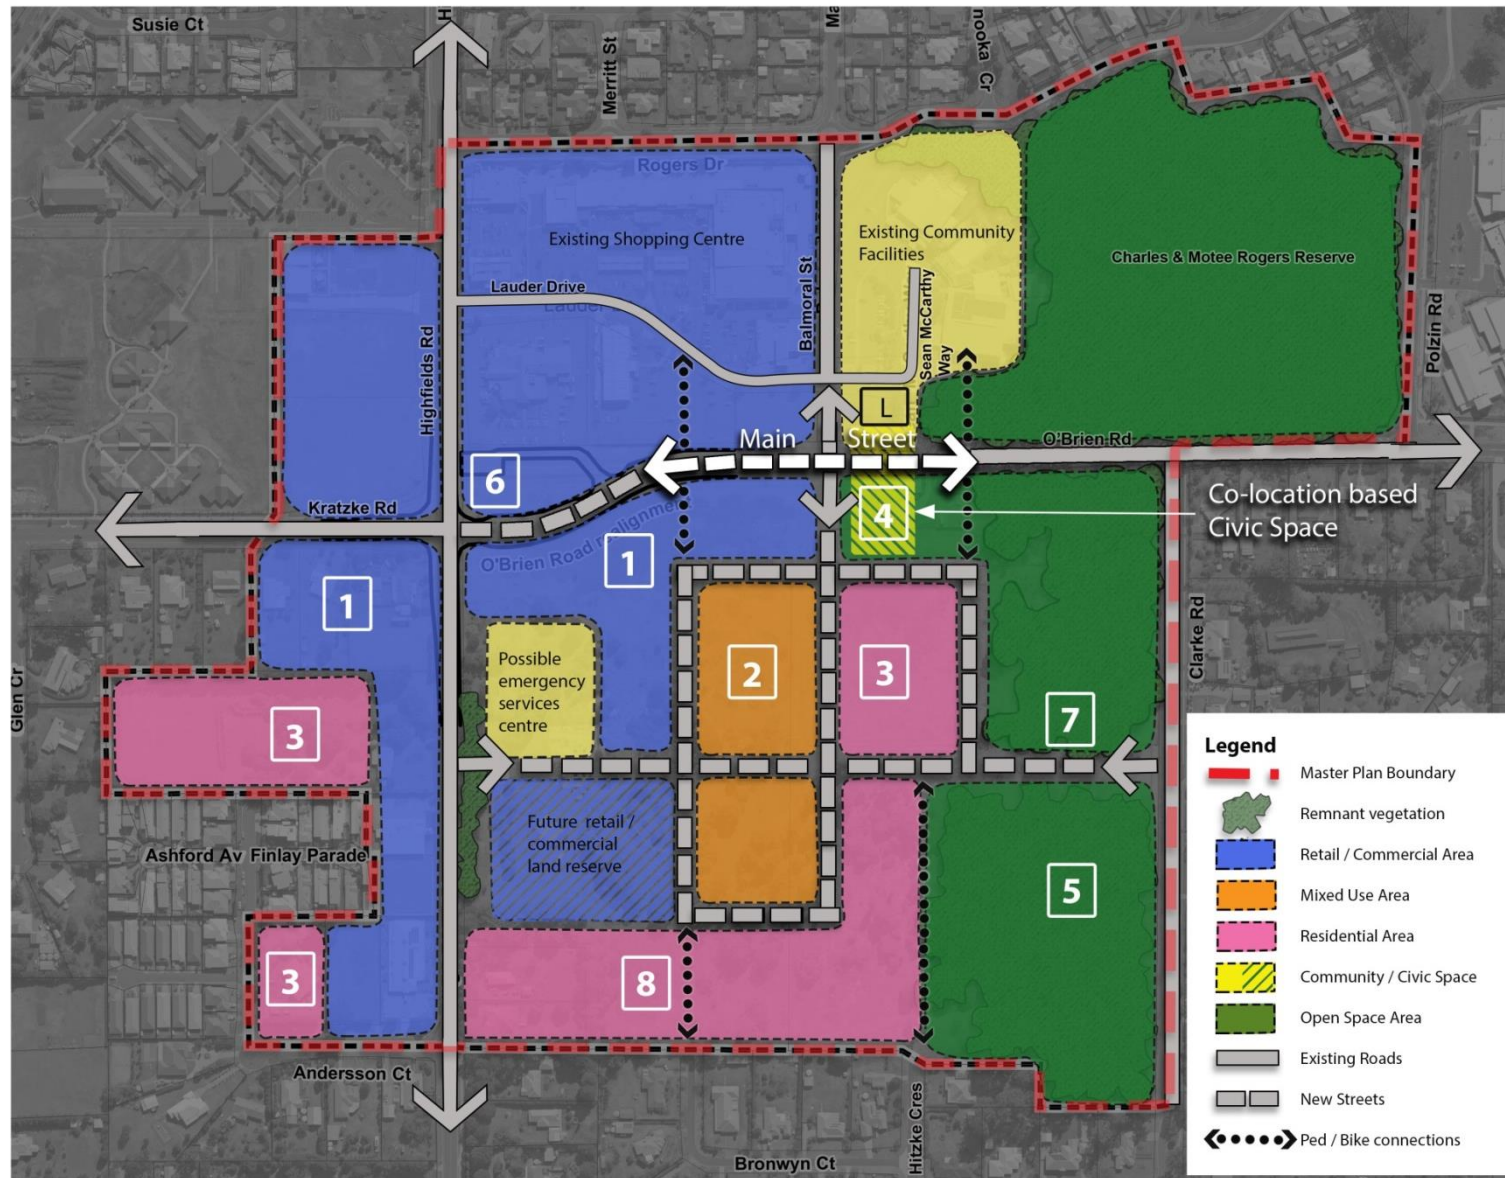 Susie Ct
H
Merritt St
Ma
nooka Cr
Rogers Dr
Existing Shopping Centre
Existing Community
Facilities
Charles & Motee Rogers Reserve
Lauder Drive
Balmoral St
Sean McCarthy
Way
Highfields Rd
Polzin Rd
L
Main Street
O'Brien Rd
6
Kratzke Rd
4
Co-location based
Civic Space
O'Brien Road realignment
1
1
Possible
emergency
services
centre
2
3
Clarke Rd
Glen Cr
3
7
Future retail /
commercial
land reserve
Ashford Av
Finlay Parade
5
3
8
Andersson Ct
Hitzke Cres
Bronwyn Ct
Legend
Master Plan Boundary
Remnant vegetation
Retail / Commercial Area
Mixed Use Area
Residential Area
Community / Civic Space
Open Space Area
Existing Roads
New Streets
Ped / Bike connections